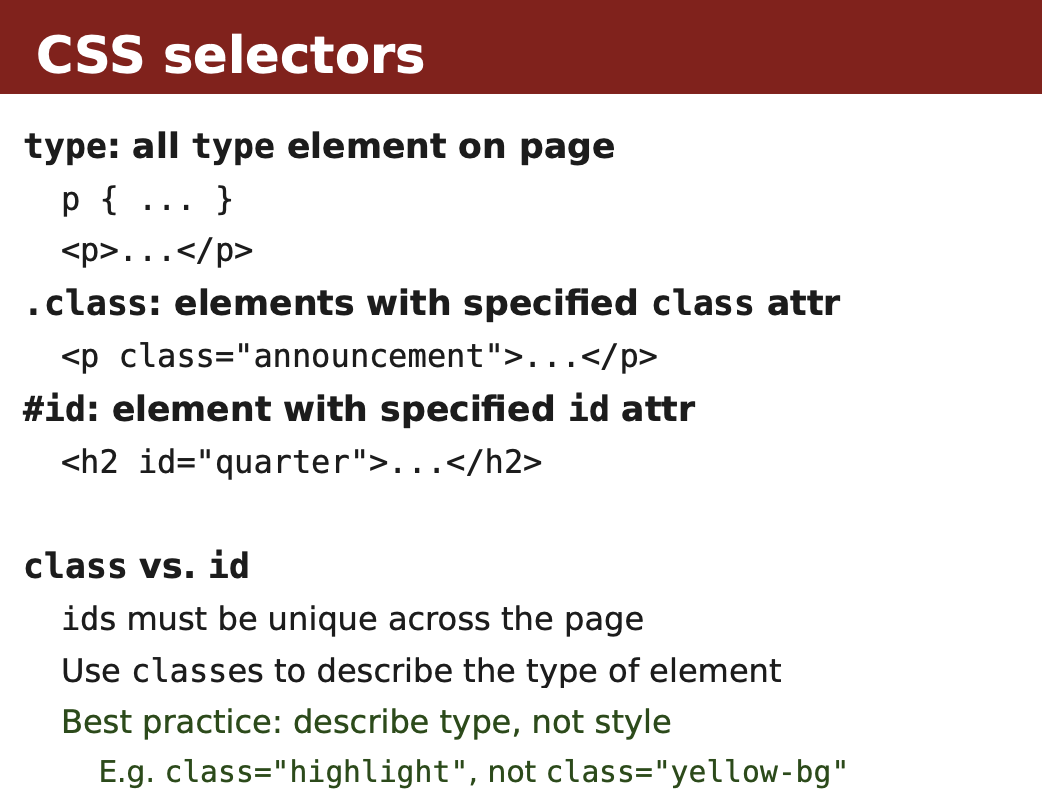 CSS selectors
type: all type element on page
p { ... }
<p>...</p>
.class: elements with specified class attr
<p class="announcement">...</p>
#id: element with specified id attr
<h2 id="quarter">...</h2>
class vs. id
ids must be unique across the page
Use classes to describe the type of element
Best practice: describe type, not style
E.g. class="highlight", not class="yellow-bg"